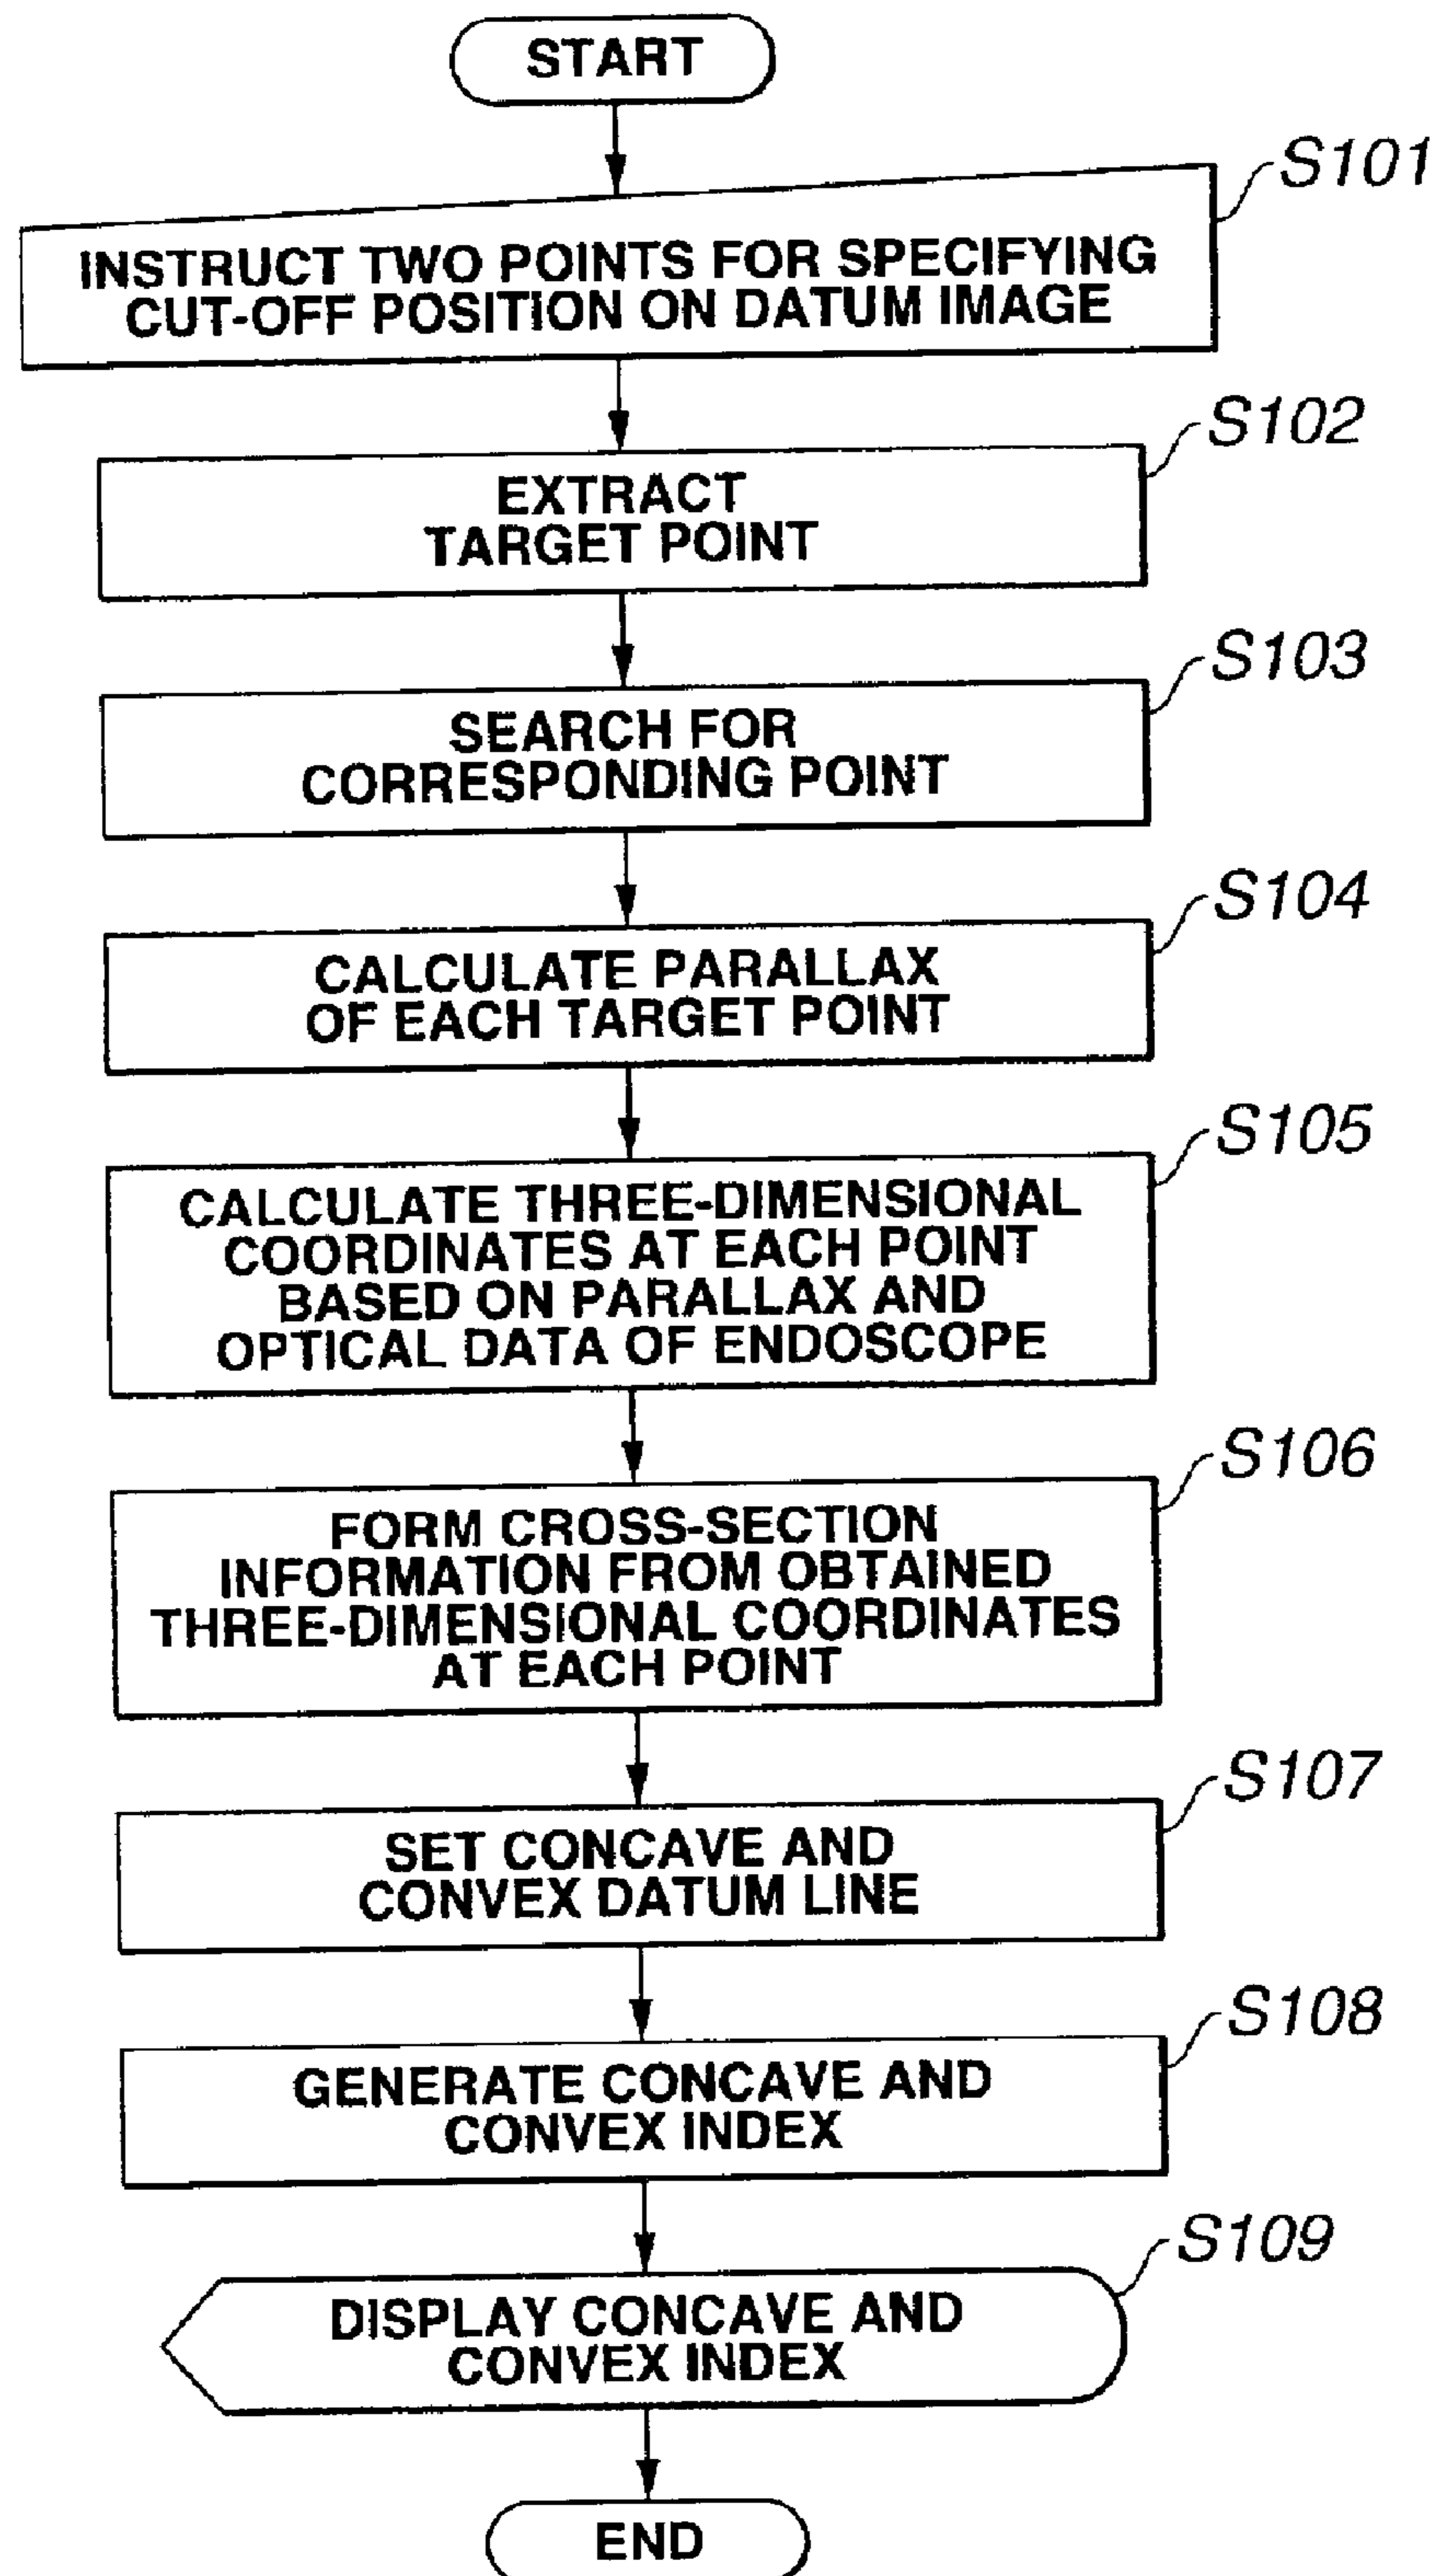 START
S101
INSTRUCT TWO POINTS FOR SPECIFYING
CUT-OFF POSITION ON DATUM IMAGE
S102
EXTRACT
TARGET POINT
S103
SEARCH FOR
CORRESPONDING POINT
S104
CALCULATE PARALLAX
OF EACH TARGET POINT
S105
CALCULATE THREE-DIMENSIONAL
COORDINATES AT EACH POINT
BASED ON PARALLAX AND
OPTICAL DATA OF ENDOSCOPE
S106
FORM CROSS-SECTION
INFORMATION FROM OBTAINED
THREE-DIMENSIONAL COORDINATES
AT EACH POINT
S107
SET CONCAVE AND
CONVEX DATUM LINE
S108
GENERATE CONCAVE AND
CONVEX INDEX
S109
DISPLAY CONCAVE AND
CONVEX INDEX
END